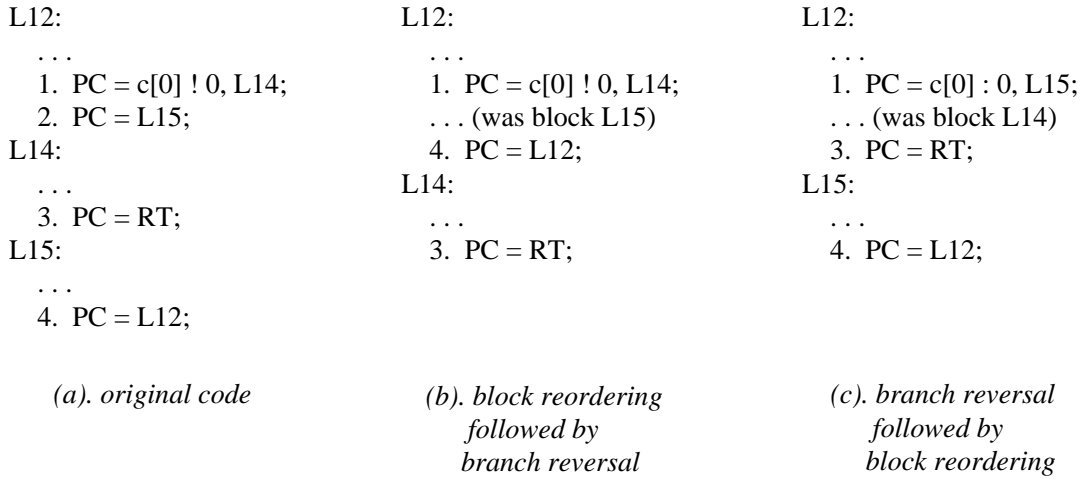 L12:
. . .
1. PC = c[0] ! 0, L14;
2. PC = L15;
L14:
. . .
3. PC = RT;
L15:
. . .
4. PC = L12;
(a). original code
L12:
. . .
1. PC = c[0] ! 0, L14;
. . . (was block L15)
4. PC = L12;
L14:
. . .
3. PC = RT;
(b). block reordering
followed by
branch reversal
L12:
. . .
1. PC = c[0] : 0, L15;
. . . (was block L14)
3. PC = RT;
L15:
. . .
4. PC = L12;
(c). branch reversal
followed by
block reordering